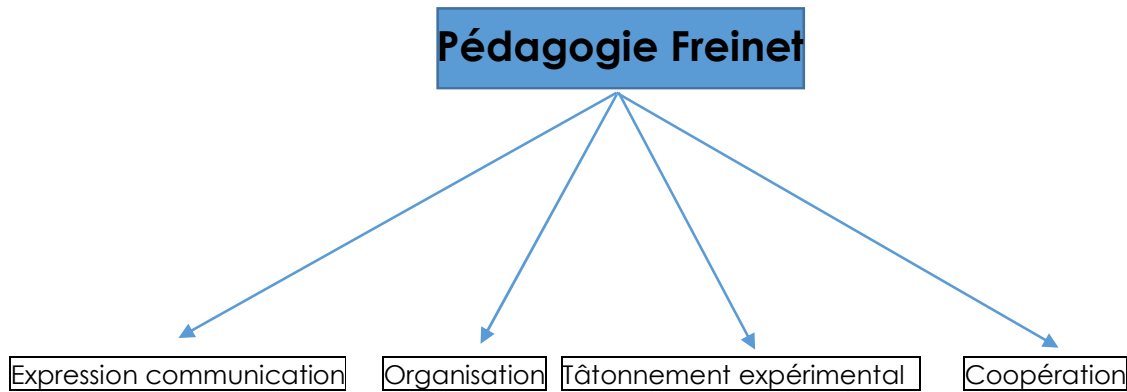 Pédagogie Freinet
Expression communication
Organisation
Tâtonnement expérimental
Coopération